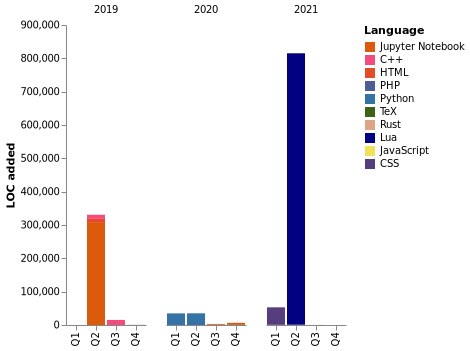 2019 2020 2021
Language
Jupyter Notebook
C++
HTML
PHP
Python
TeX
Rust
Lua
JavaScript
CSS
LOC added
900,000
800,000
700,000
600,000
500,000
400,000
300,000
200,000
100,000
0
Q1 Q2 Q3 Q4 Q1 Q2 Q3 Q4 Q1 Q2 Q3 Q4